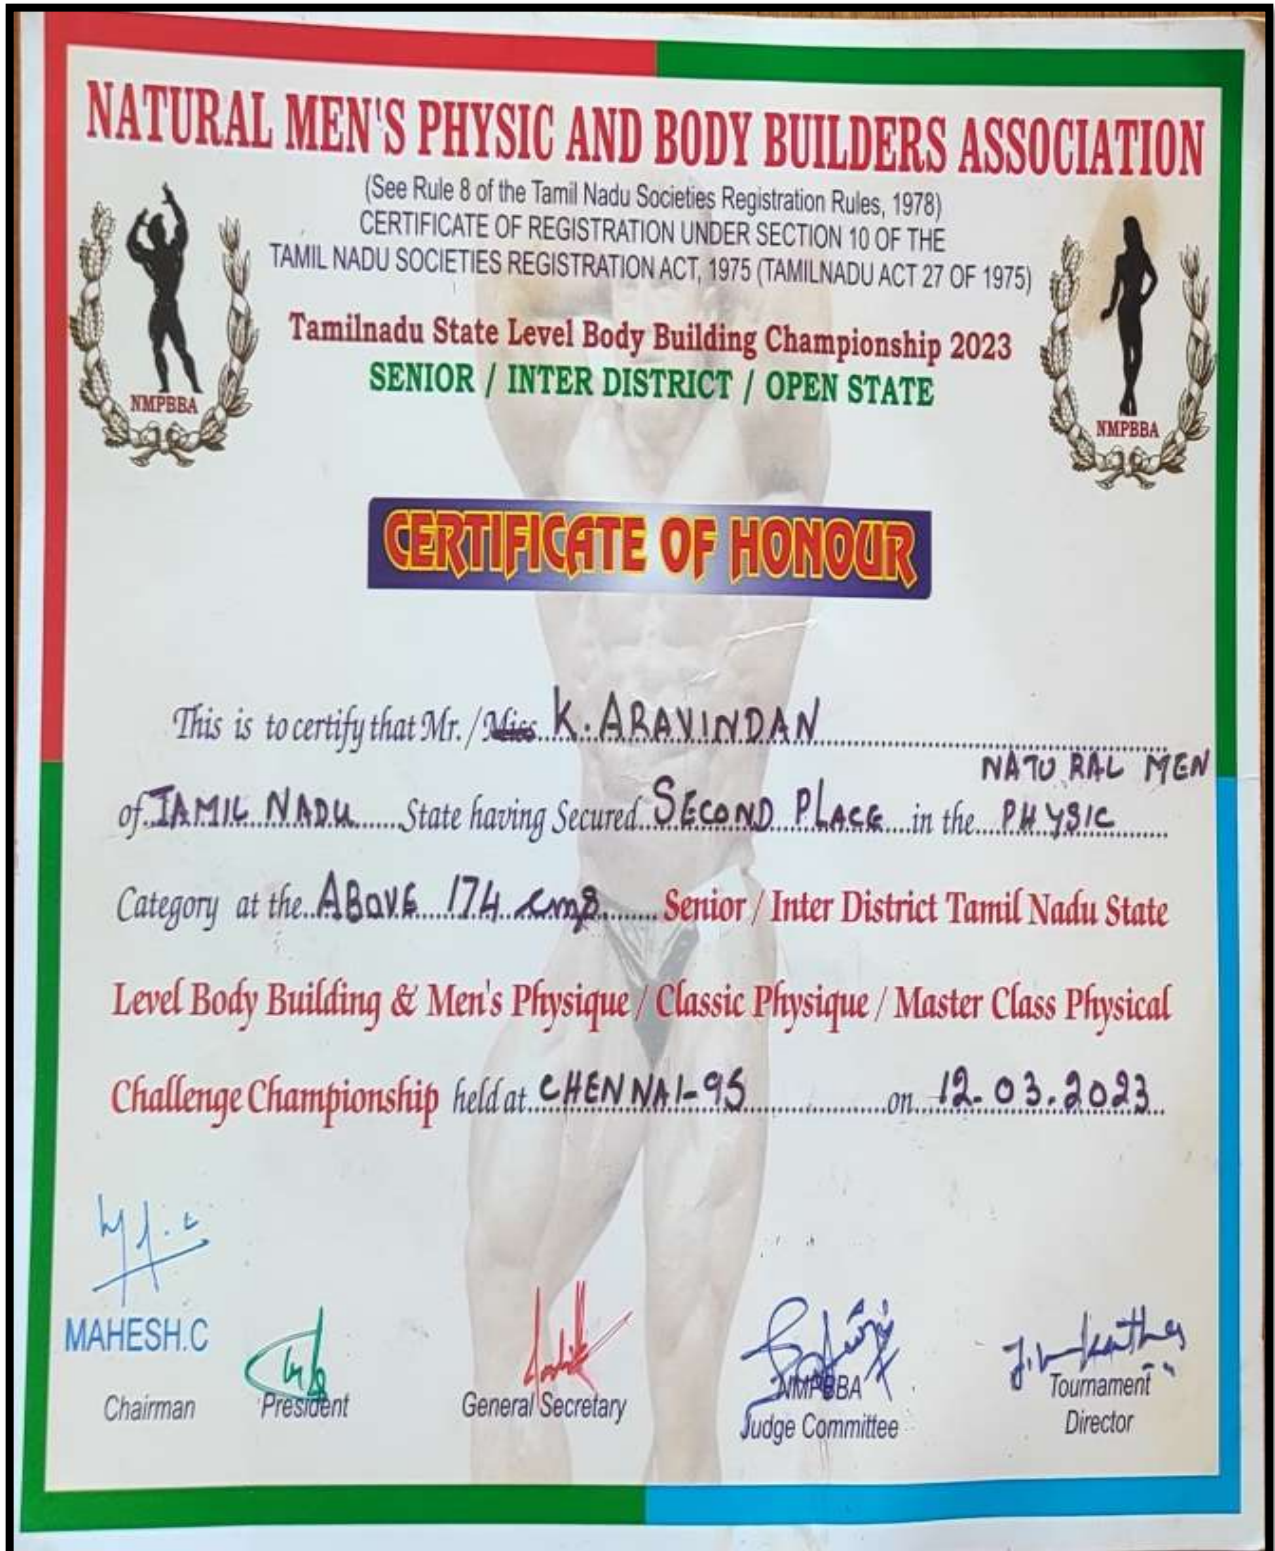 NATURAL MEN'S PHYSIC AND BODY BUILDERS ASSOCIATION
(See Rule 8 of the Tamil Nadu Societies Registration Rules, 1978)
CERTIFICATE OF REGISTRATION UNDER SECTION 10 OF THE
TAMIL NADU SOCIETIES REGISTRATION ACT, 1975 (TAMILNADU ACT 27 OF 1975)
Tamilnadu State Level Body Building Championship 2023
SENIOR / INTER DISTRICT / OPEN STATE
NMPBBA
NMPBBA
CERTIFICATE OF HONOUR
This is to certify that Mr. / Miss K. ARAVINDAN
NATURAL MEN
of TAMIL NADU State having Secured SECOND PLACE in the PHYSIC
Category at the ABOVE 174 cms Senior / Inter District Tamil Nadu State
Level Body Building & Men's Physique / Classic Physique / Master Class Physical
Challenge Championship held at CHENNAI-95 on 12.03.2023
MAHESH.C
Chairman
President
General Secretary
NMPBBA
Judge Committee
Tournament
Director